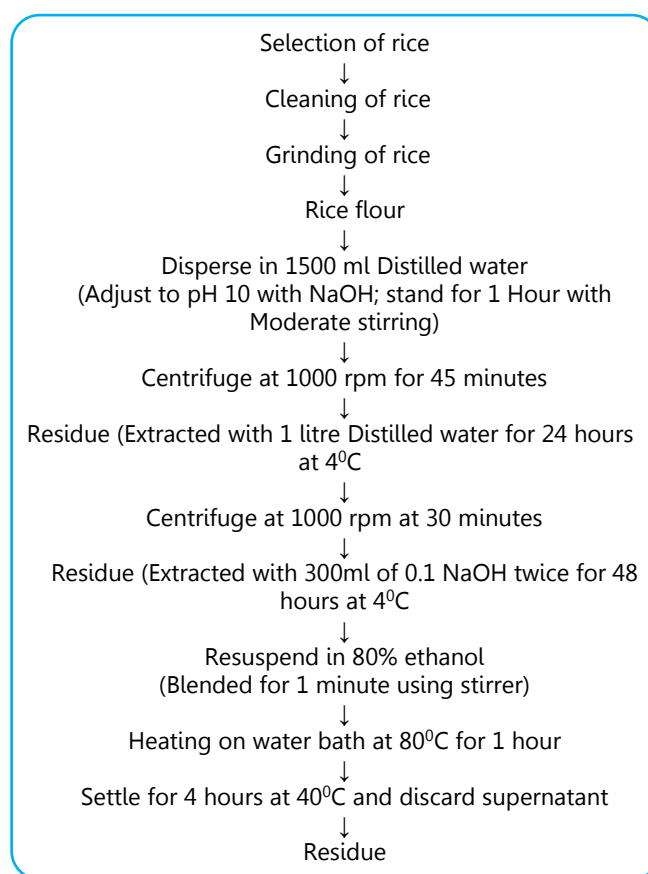 Selection of rice
↓
Cleaning of rice
↓
Grinding of rice
↓
Rice flour
↓
Disperse in 1500 ml Distilled water
(Adjust to pH 10 with NaOH; stand for 1 Hour with
Moderate stirring)
↓
Centrifuge at 1000 rpm for 45 minutes
↓
Residue (Extracted with 1 litre Distilled water for 24 hours
at 4⁰C
↓
Centrifuge at 1000 rpm at 30 minutes
↓
Residue (Extracted with 300ml of 0.1 NaOH twice for 48
hours at 4⁰C
↓
Resuspend in 80% ethanol
(Blended for 1 minute using stirrer)
↓
Heating on water bath at 80⁰C for 1 hour
↓
Settle for 4 hours at 40⁰C and discard supernatant
↓
Residue